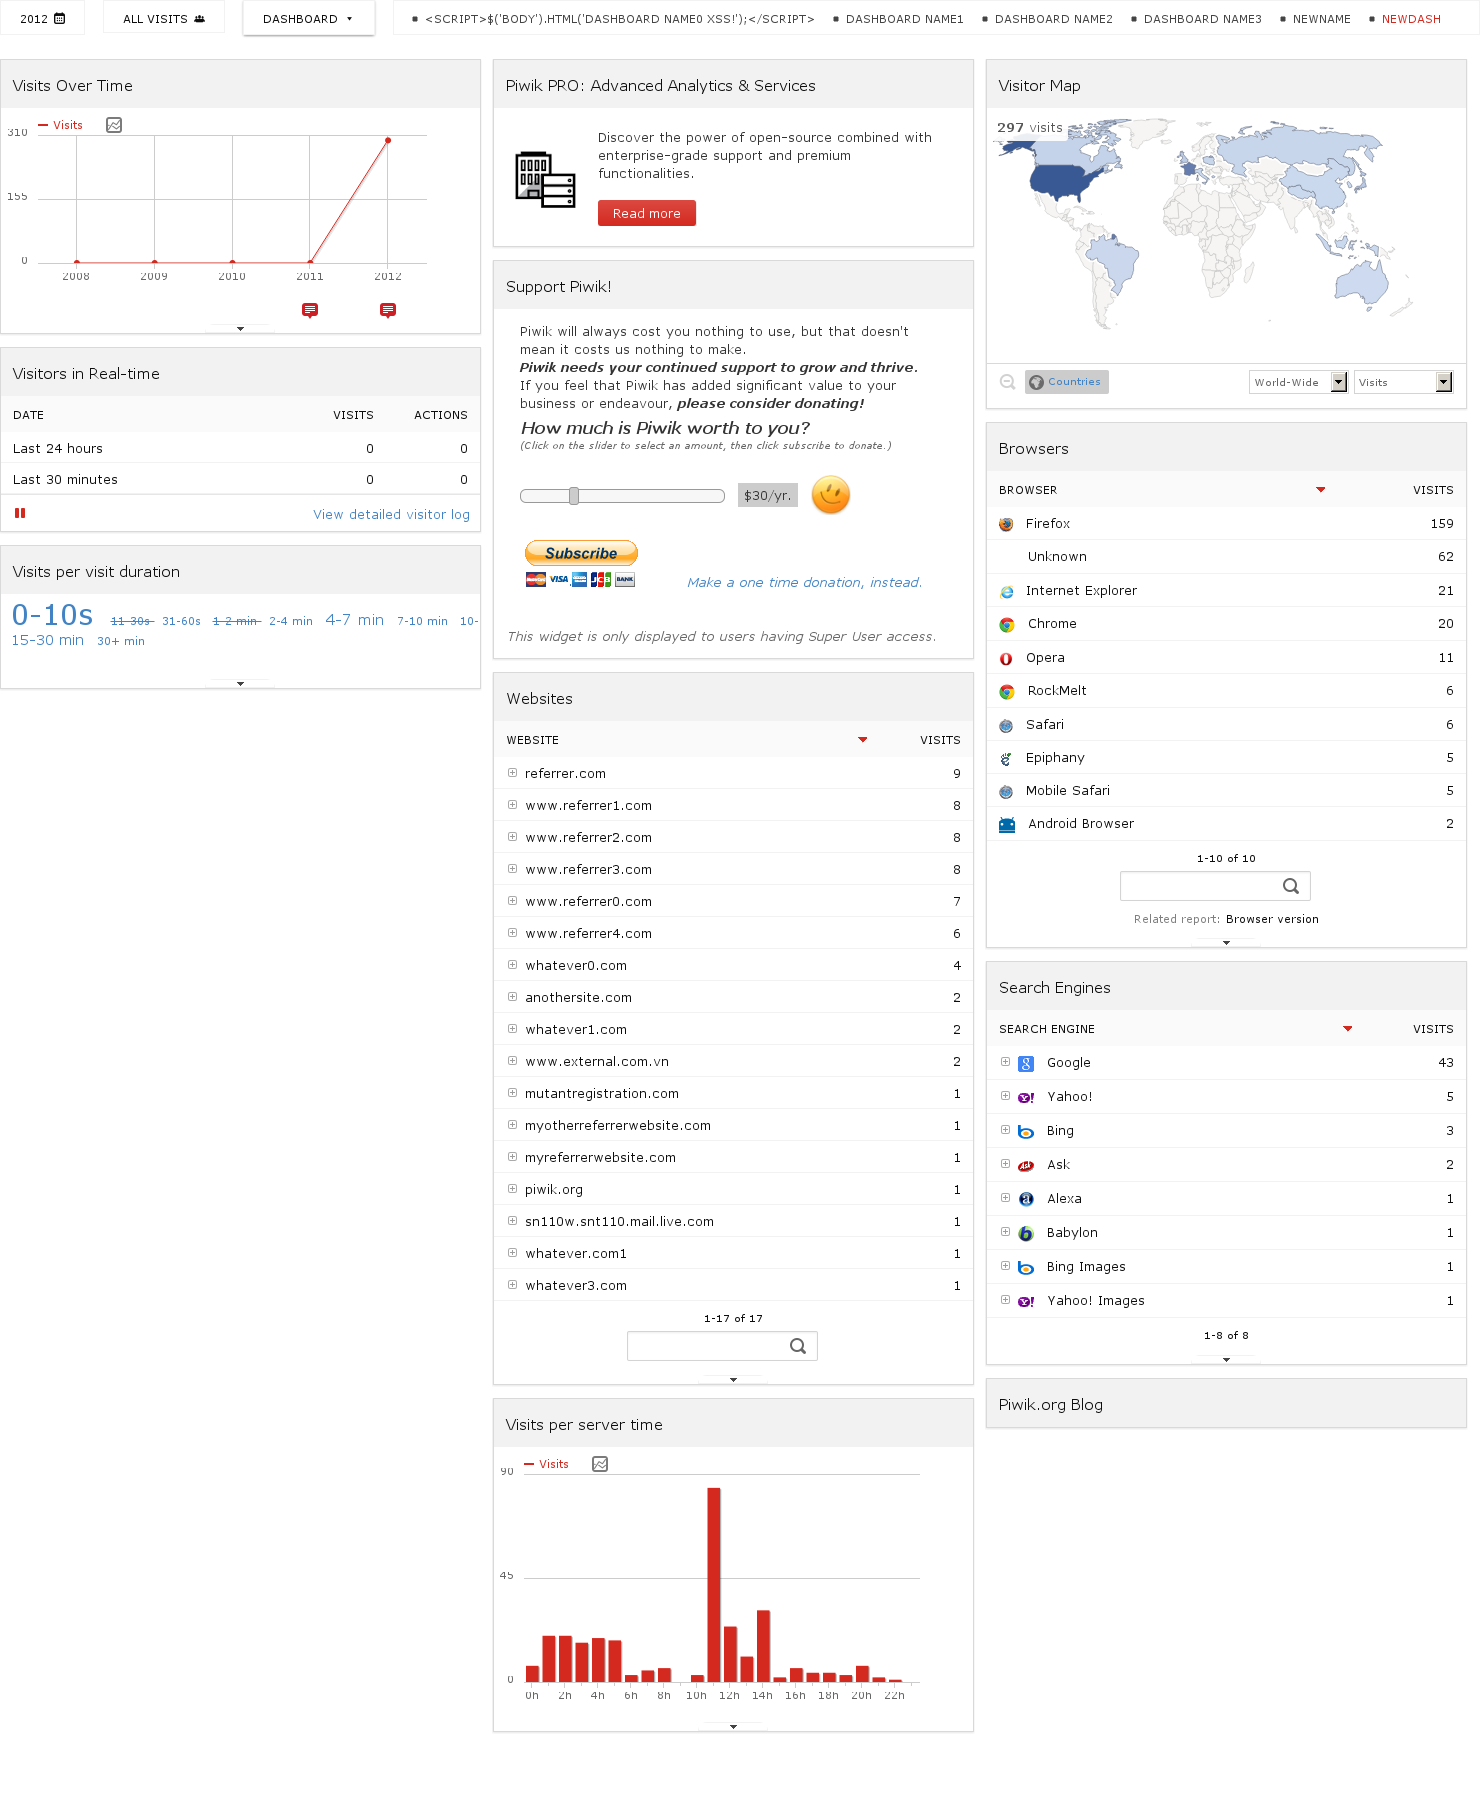 2012
ALL VISITS
DASHBOARD
<SCRIPT>$('BODY').HTML('DASHBOARD NAME0 XSS!');</SCRIPT>
DASHBOARD NAME1
DASHBOARD NAME2
DASHBOARD NAME3
NEWNAME
NEWDASH
Visits Over Time
Visits
310
155
0
2008 2009 2010 2011 2012
Visitors in Real-time
DATE VISITS ACTIONS
Last 24 hours 0 0
Last 30 minutes 0 0
View detailed visitor log
Visits per visit duration
0-10s 11-30s 31-60s 1-2 min 2-4 min 4-7 min 7-10 min 10-
15-30 min 30+ min
Piwik PRO: Advanced Analytics & Services
Discover the power of open-source combined with
enterprise-grade support and premium
functionalities.
Read more
Support Piwik!
Piwik will always cost you nothing to use, but that doesn't
mean it costs us nothing to make.
Piwik needs your continued support to grow and thrive.
If you feel that Piwik has added significant value to your
business or endeavour, please consider donating!
How much is Piwik worth to you?
(Click on the slider to select an amount, then click subscribe to donate.)
$30/yr.
Subscribe
VISA
JCB BANK
Make a one time donation, instead.
This widget is only displayed to users having Super User access.
Websites
WEBSITE VISITS
referrer.com 9
www.referrer1.com 8
www.referrer2.com 8
www.referrer3.com 8
www.referrer0.com 7
www.referrer4.com 6
whatever0.com 4
anothersite.com 2
whatever1.com 2
www.external.com.vn 2
mutantregistration.com 1
myotherreferrerwebsite.com 1
myreferrerwebsite.com 1
piwik.org 1
sn110w.snt110.mail.live.com 1
whatever.com1 1
whatever3.com 1
1-17 of 17
Visits per server time
Visits
90
45
0
0h 2h 4h 6h 8h 10h 12h 14h 16h 18h 20h 22h
Visitor Map
297 visits
Countries
World-Wide
Visits
Browsers
BROWSER VISITS
Firefox 159
Unknown 62
Internet Explorer 21
Chrome 20
Opera 11
RockMelt 6
Safari 6
Epiphany 5
Mobile Safari 5
Android Browser 2
1-10 of 10
Related report: Browser version
Search Engines
SEARCH ENGINE VISITS
Google 43
Yahoo! 5
Bing 3
Ask 2
Alexa 1
Babylon 1
Bing Images 1
Yahoo! Images 1
1-8 of 8
Piwik.org Blog